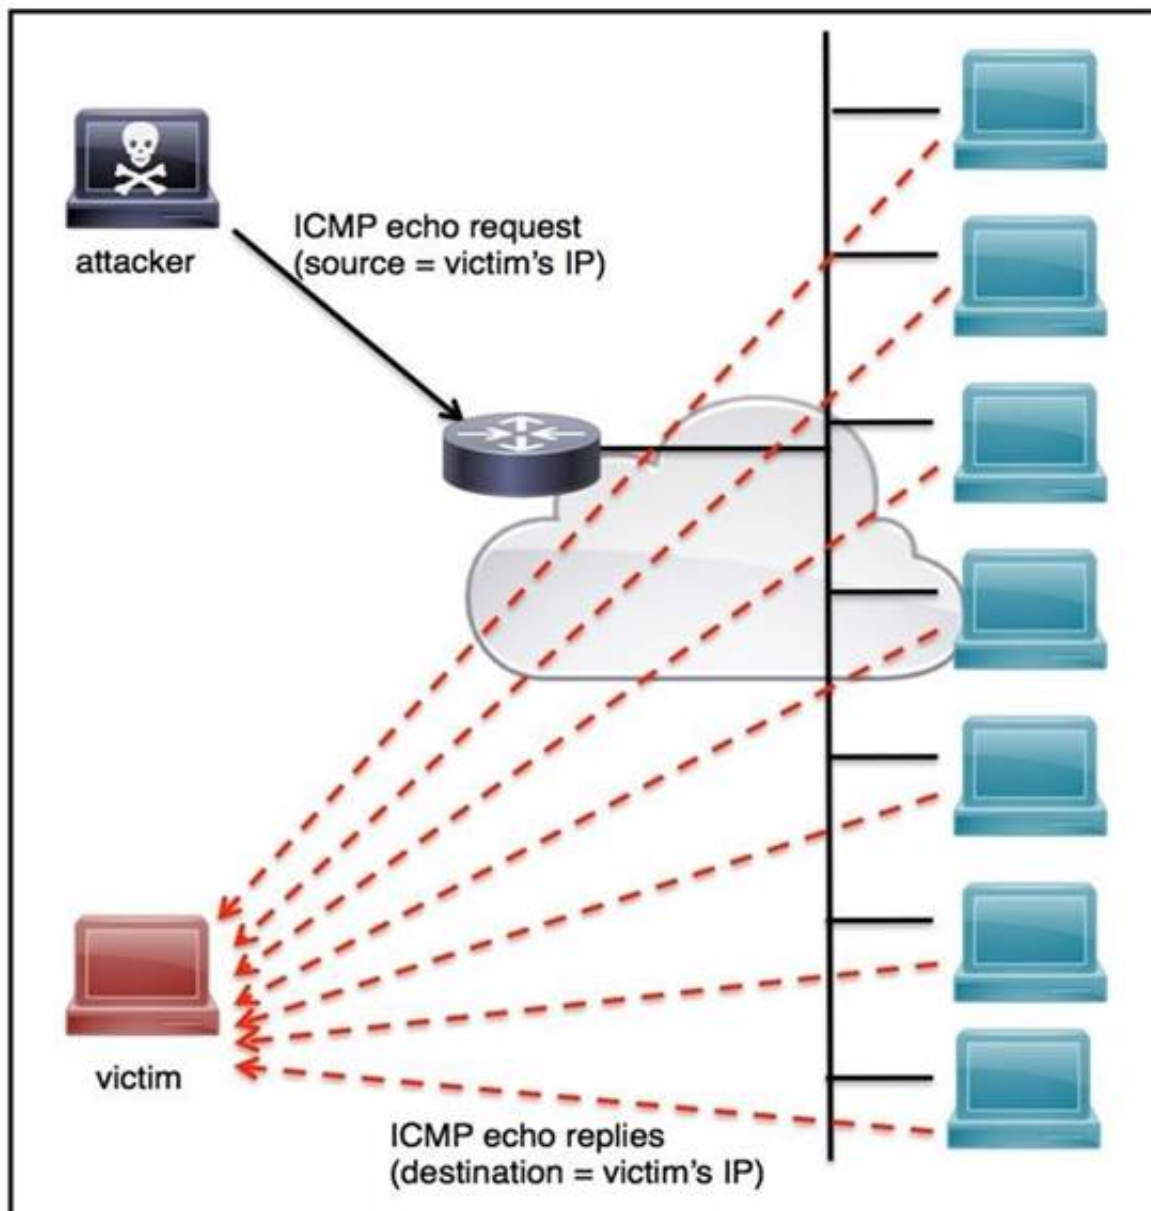 attacker
ICMP echo request
(source = victim's IP)
victim
ICMP echo replies
(destination = victim's IP)